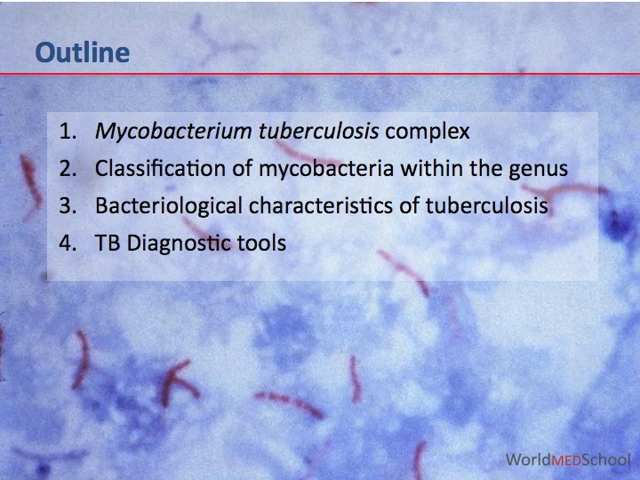 Outline
1. Mycobacterium tuberculosis complex
2. Classification of mycobacteria within the genus
3. Bacteriological characteristics of tuberculosis
4. TB Diagnostic tools
WorldMEDSchool